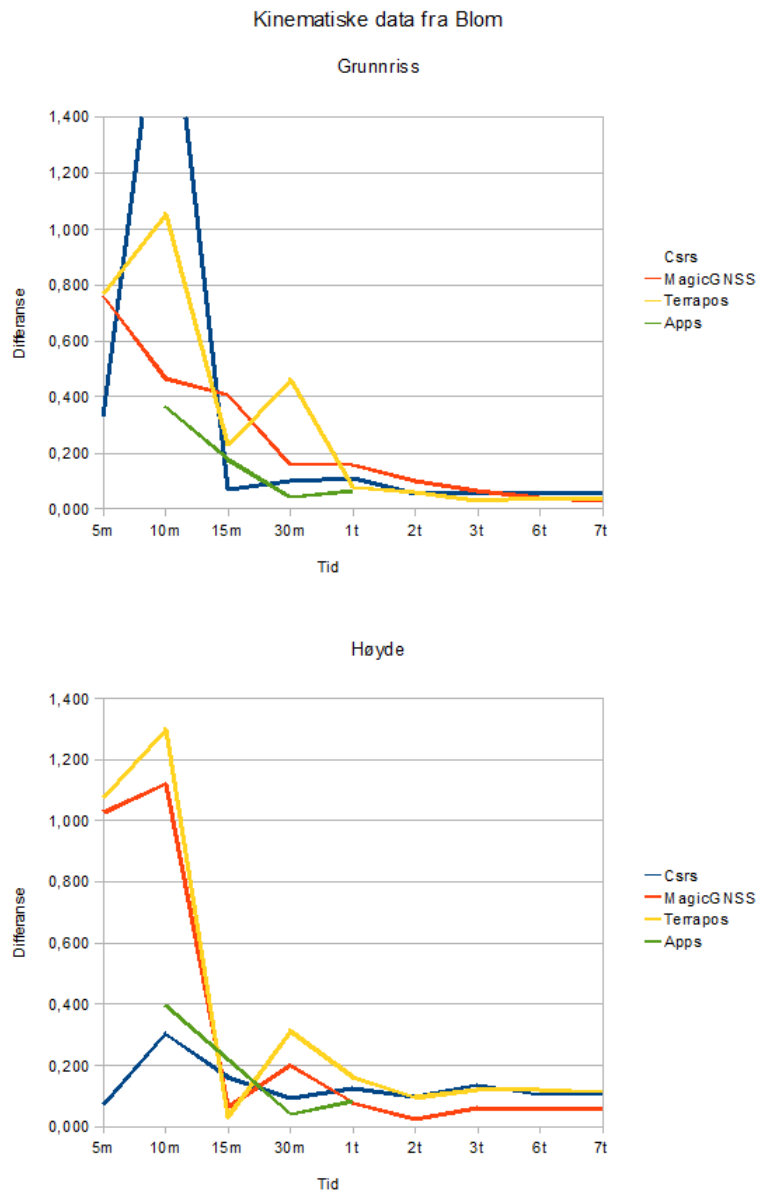 Kinematiske data fra Blom
Grunnriss
1,400
1,200
1,000
0,800
0,600
0,400
0,200
0,000
Differanse
5m 10m 15m 30m 1t 2t 3t 6t 7t
Tid
Csrs
MagicGNSS
Terrapos
Apps
Høyde
1,400
1,200
1,000
0,800
0,600
0,400
0,200
0,000
Differanse
5m 10m 15m 30m 1t 2t 3t 6t 7t
Tid
Csrs
MagicGNSS
Terrapos
Apps